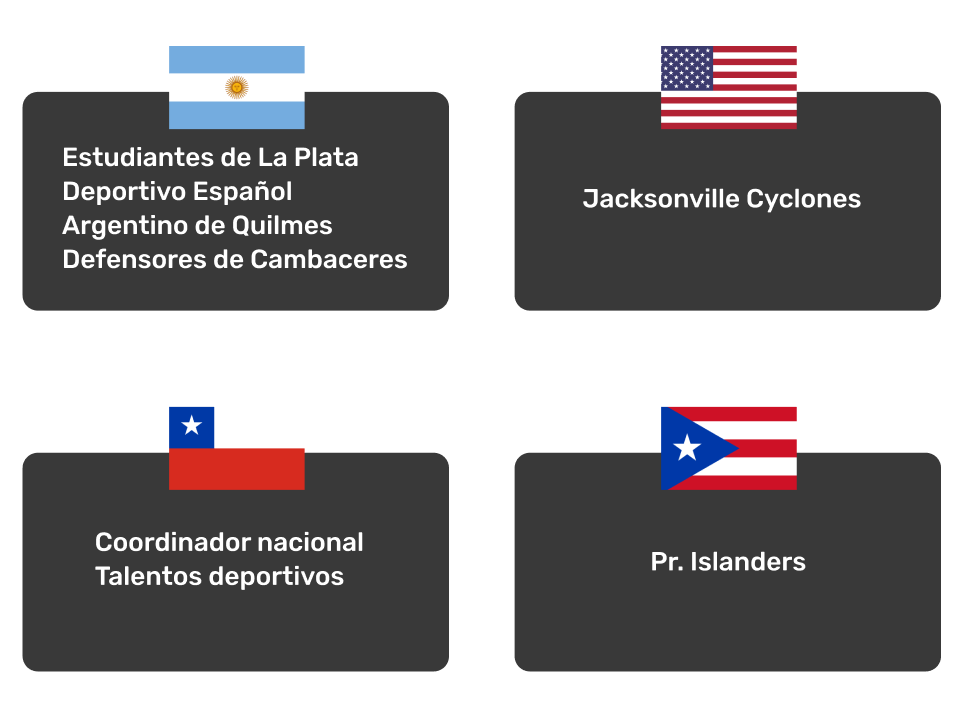 Estudiantes de La Plata
Deportivo Español
Argentino de Quilmes
Defensores de Cambaceres
Jacksonville Cyclones
Coordinador nacional
Talentos deportivos
Pr. Islanders